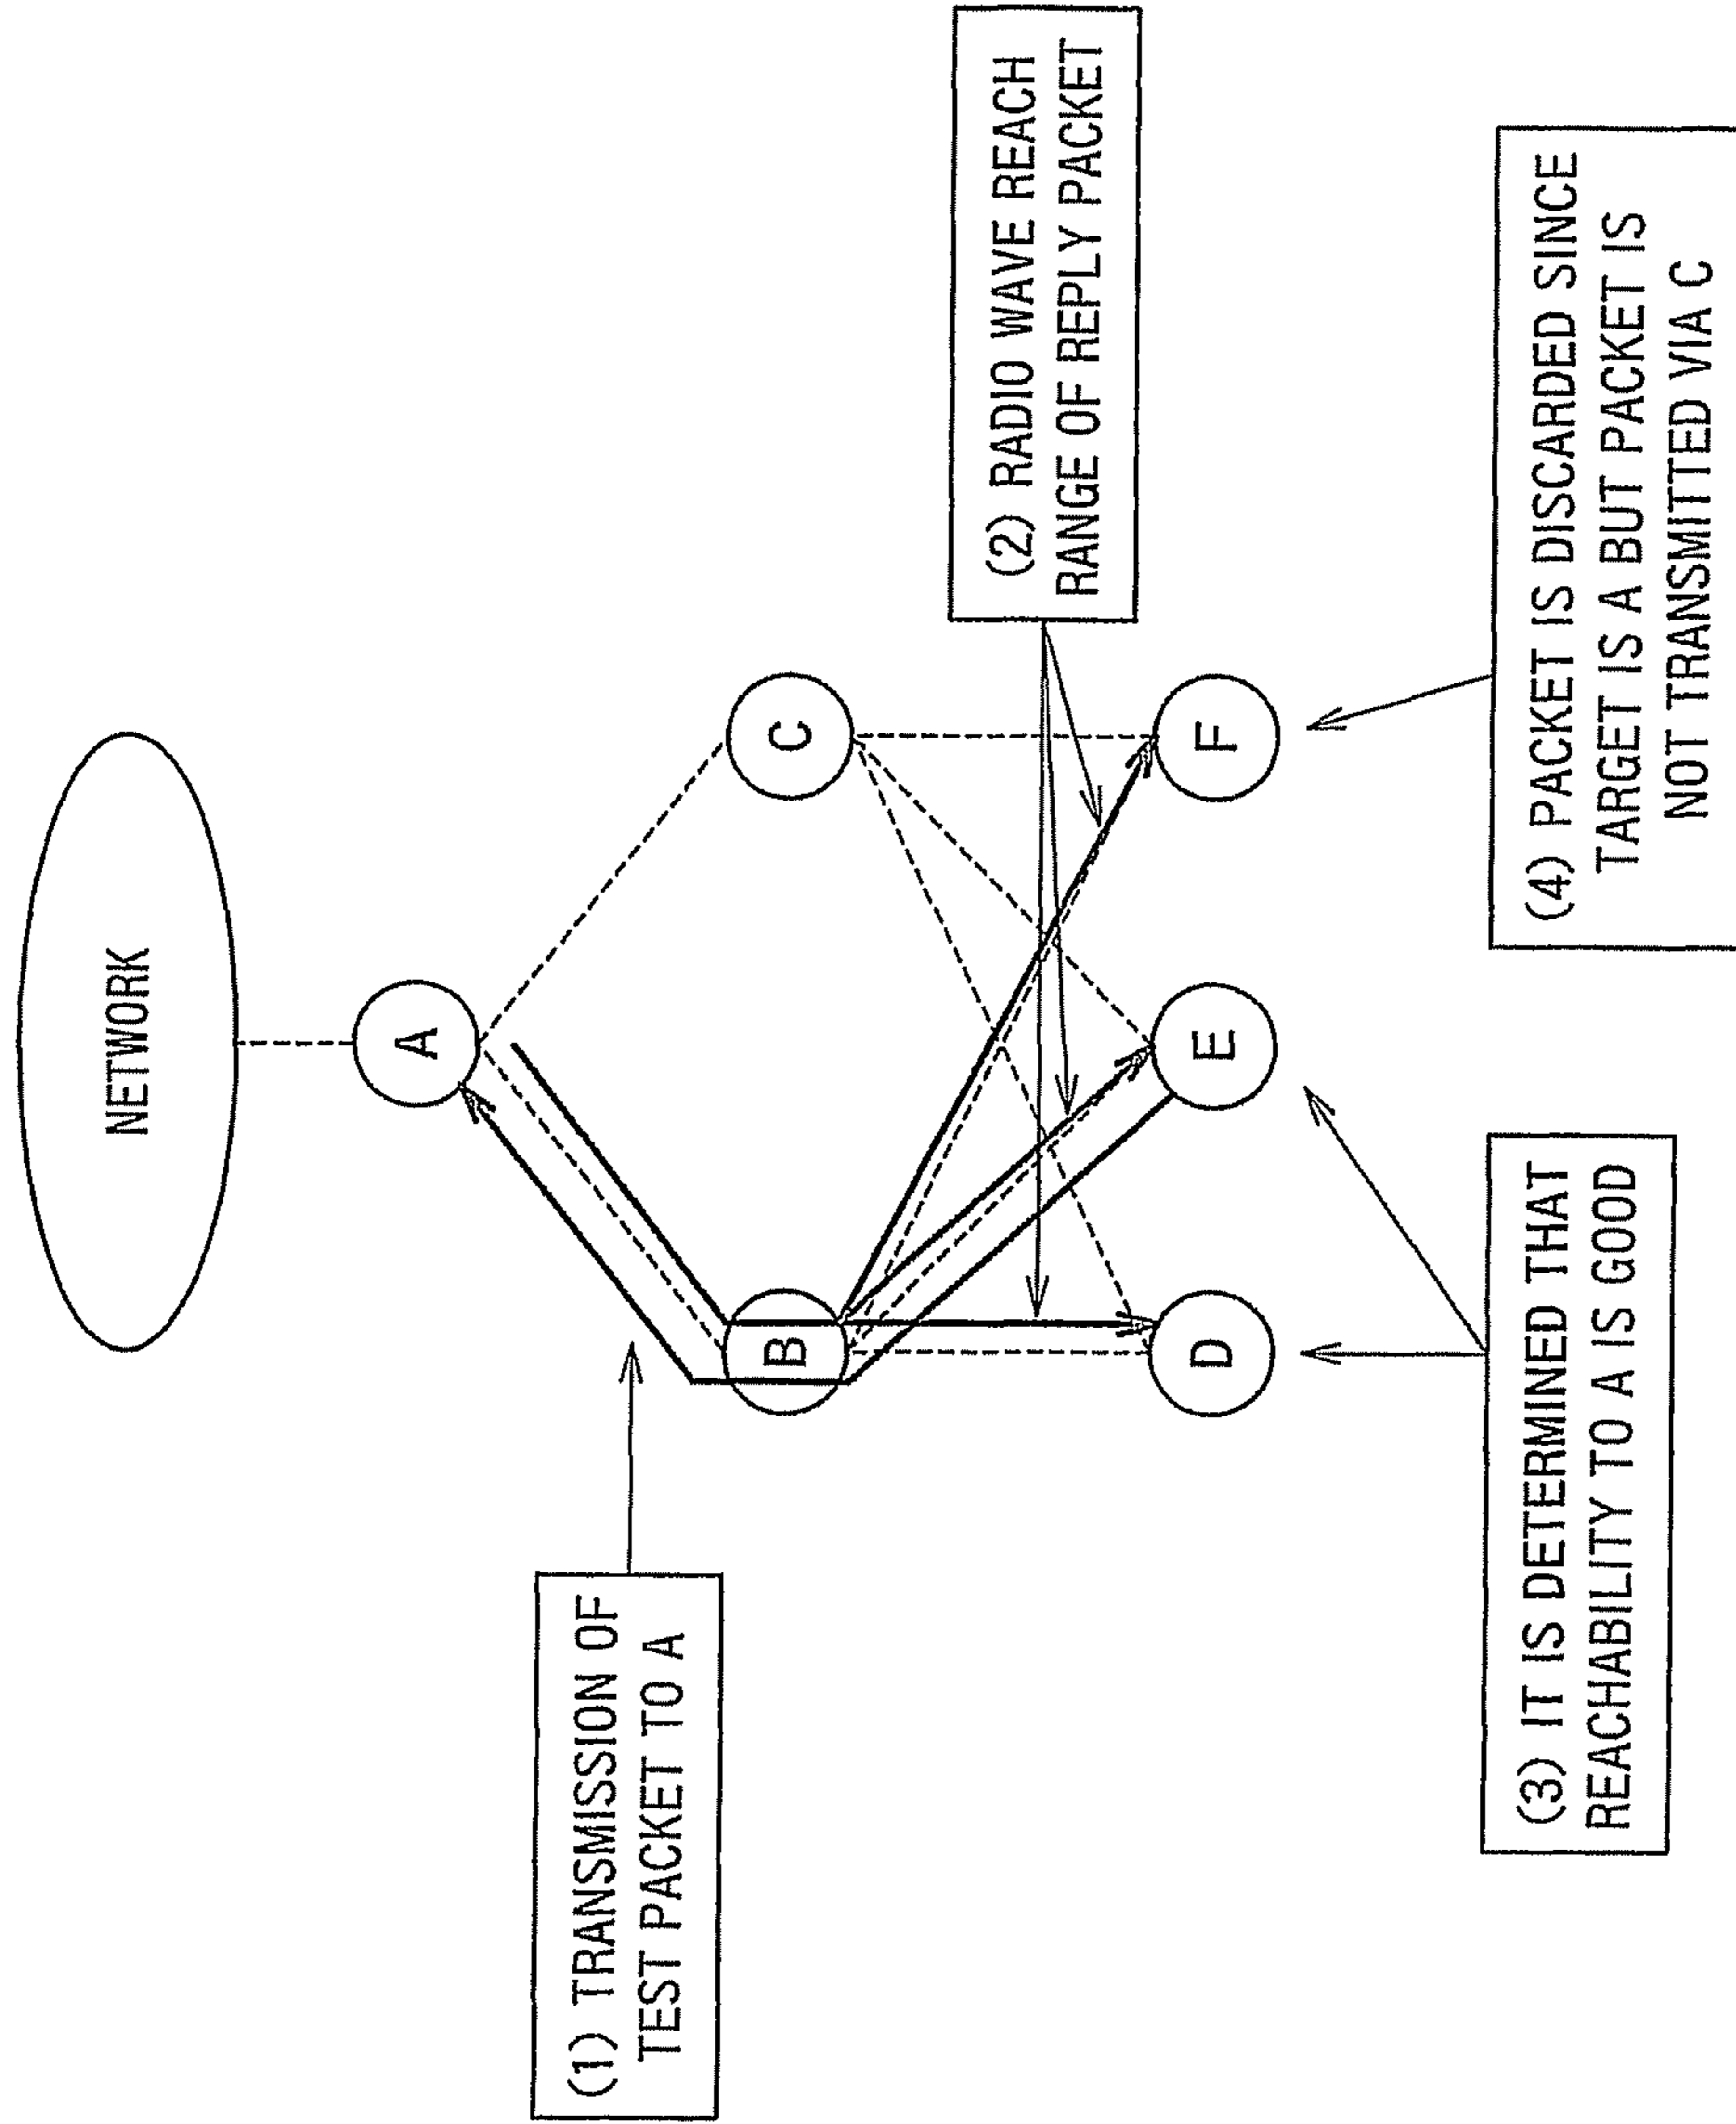 NETWORK
A
B
C
D
E
F
(1) TRANSMISSION OF
TEST PACKET TO A
(2) RADIO WAVE REACH
RANGE OF REPLY PACKET
(3) IT IS DETERMINED THAT
REACHABILITY TO A IS GOOD
(4) PACKET IS DISCARDED SINCE
TARGET IS A BUT PACKET IS
NOT TRANSMITTED VIA C